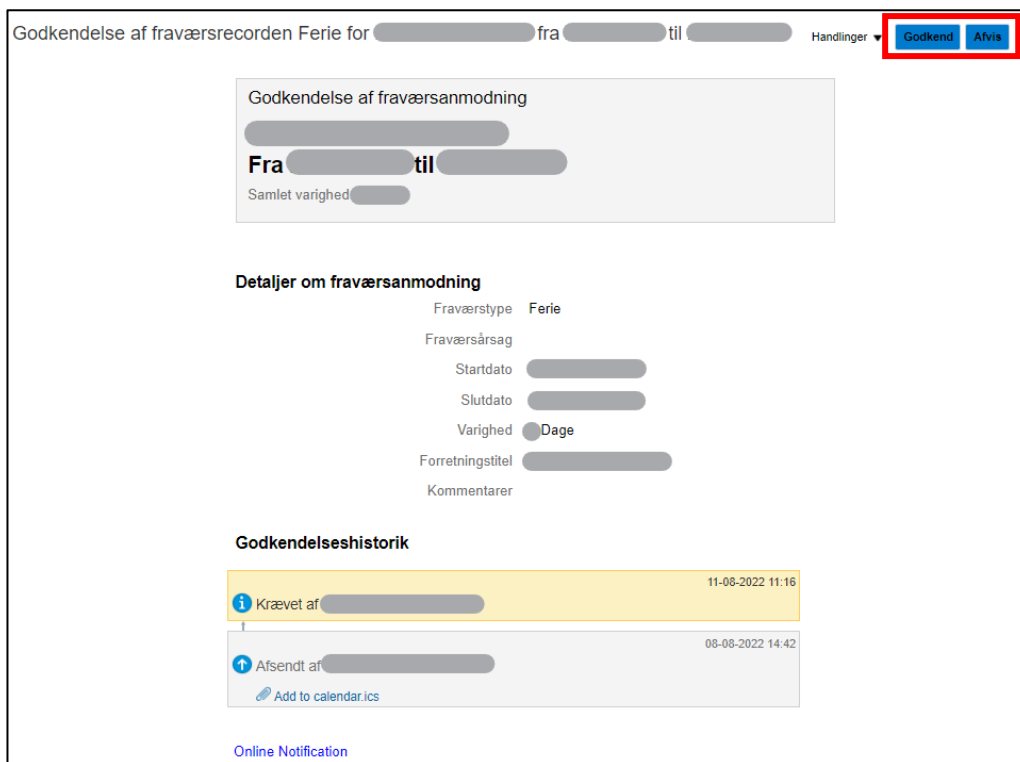 Godkendelse af fraværsrecorden Ferie for fra til Handlinger Godkend Afvis
Godkendelse af fraværsanmodning
Fra til
Samlet varighed
Detaljer om fraværsanmodning
Fraværstype Ferie
Fraværsårsag
Startdato
Slutdato
Varighed Dage
Forretningstitel
Kommentarer
Godkendelseshistorik
11-08-2022 11:16
Krævet af
08-08-2022 14:42
Afsendt af
Add to calendar.ics
Online Notification